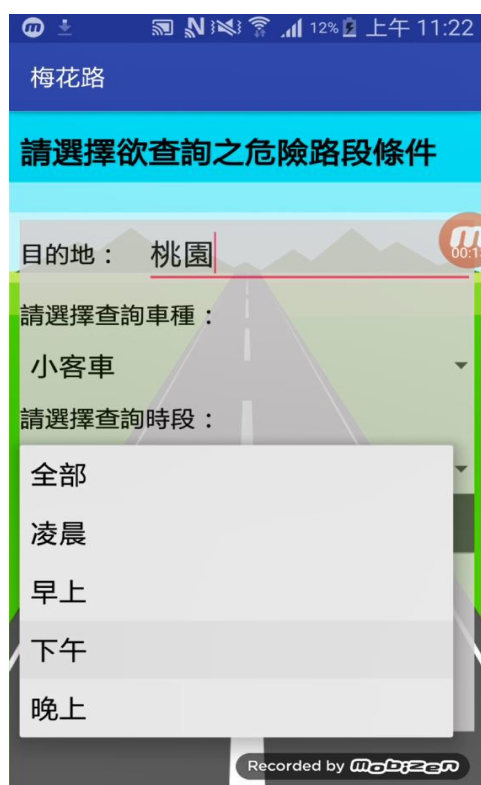 12% 上午 11:22
梅花路
請選擇欲查詢之危險路段條件
目的地： 桃園
請選擇查詢車種：
小客車
請選擇查詢時段：
全部
凌晨
早上
下午
晚上
Recorded by mobizen